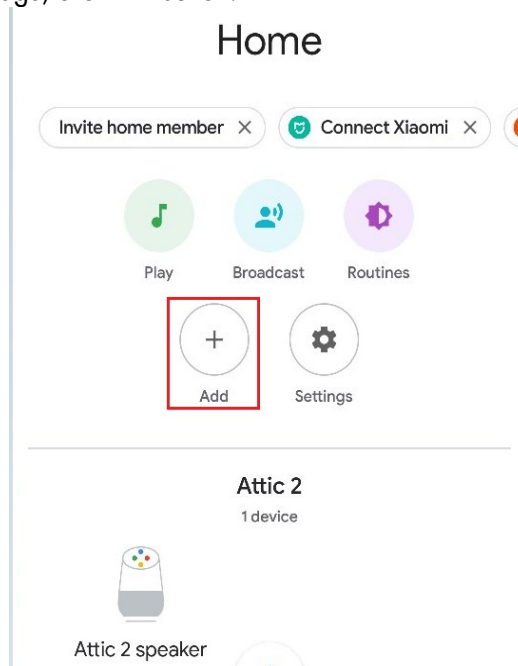 Home
Invite home member
Connect Xiaomi
Play Broadcast Routines
Add Settings
Attic 2
1 device
Attic 2 speaker